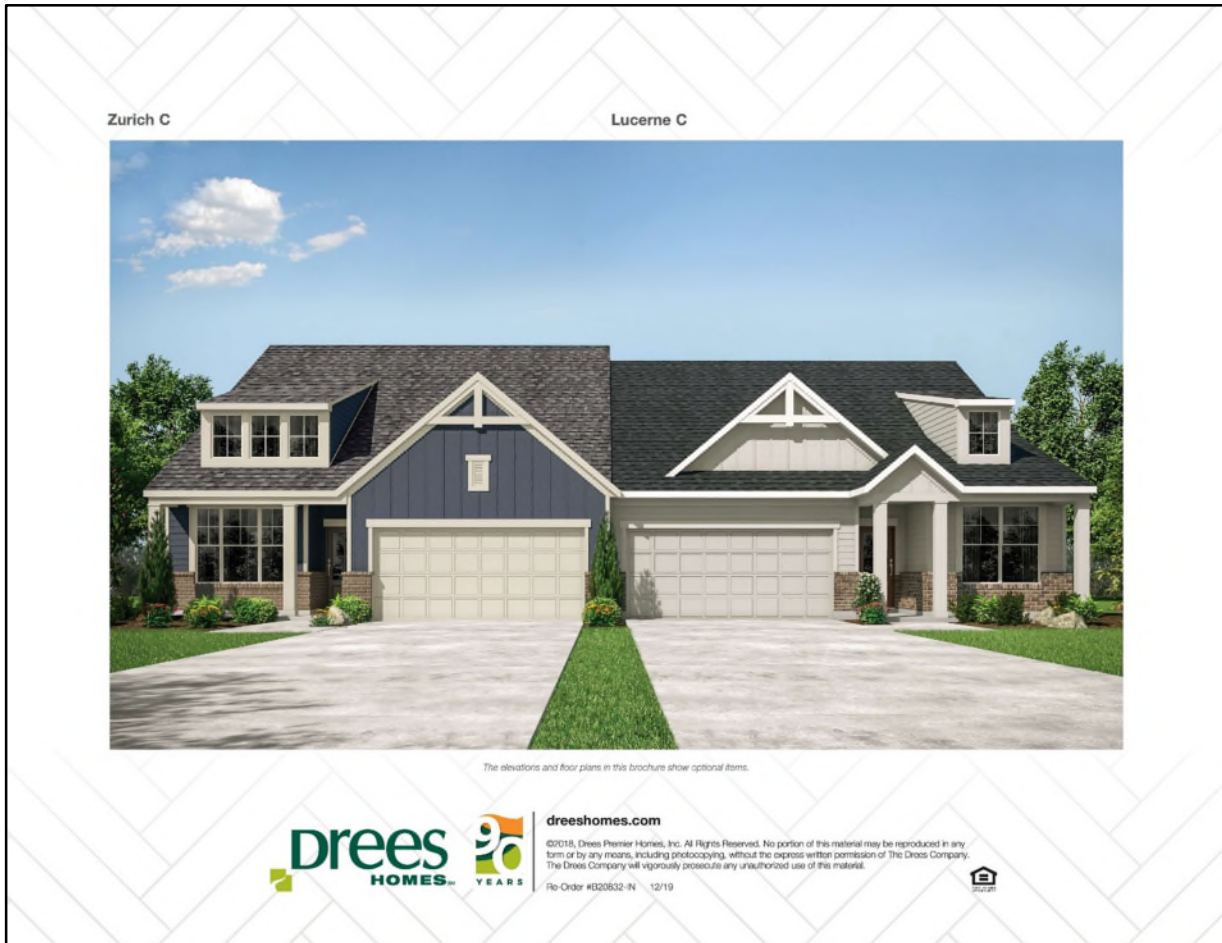 Zurich C
Lucerne C
The elevations and floor plans in this brochure show optional items.
Drees
HOMES
90
YEARS
dreeshomes.com
©2018, Drees Premier Homes, Inc. All Rights Reserved. No portion of this material may be reproduced in any
form or by any means, including photocopying, without the express written permission of The Drees Company.
The Drees Company will vigorously prosecute any unauthorized use of this material.
Re-Order #B20832-IN 12/19